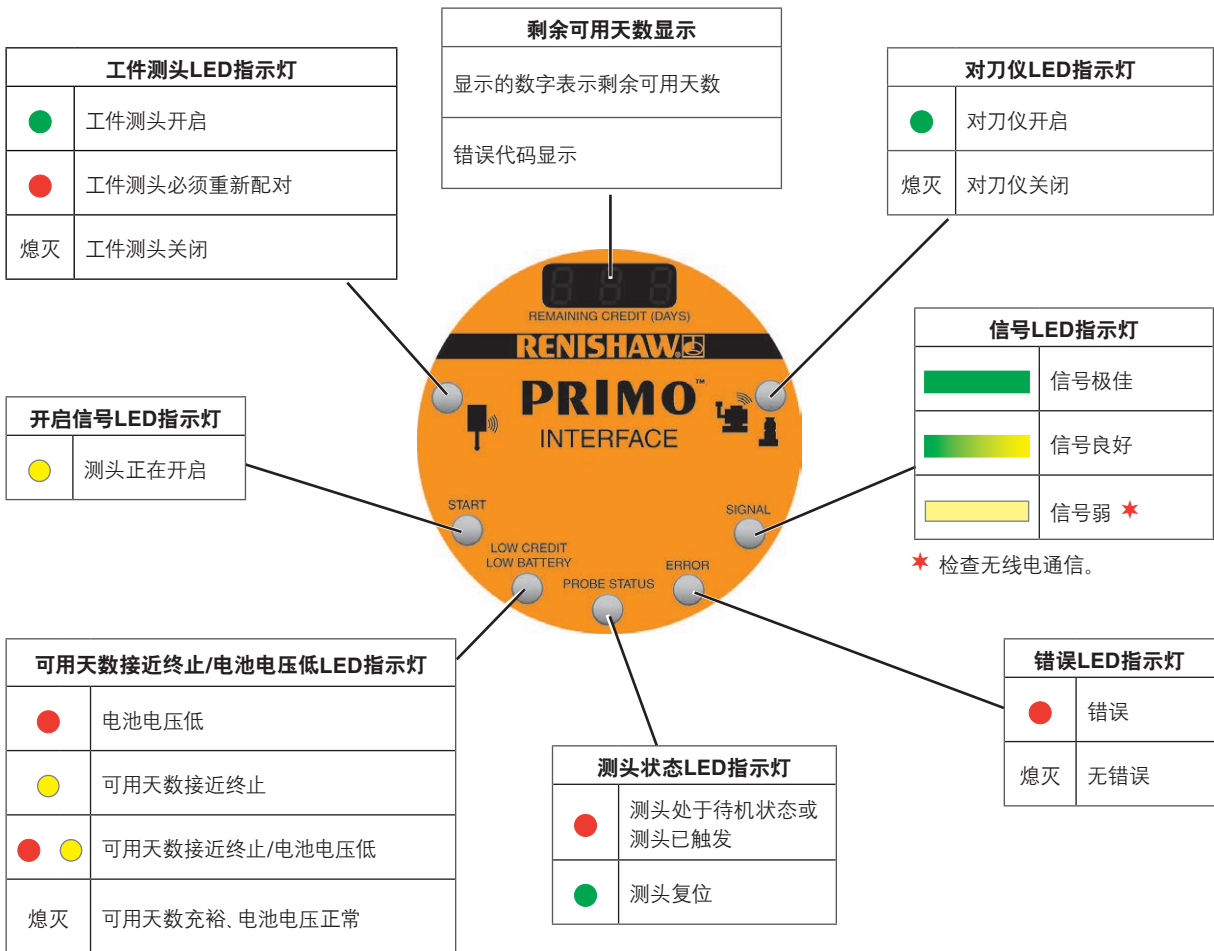 剩余可用天数显示
显示的数字表示剩余可用天数
错误代码显示
工件测头LED指示灯
工件测头开启
工件测头必须重新配对
熄灭 工件测头关闭
对刀仪LED指示灯
对刀仪开启
熄灭 对刀仪关闭
REMAINING CREDIT (DAYS)
RENISHAW
PRIMO™
INTERFACE
START
LOW CREDIT
LOW BATTERY
PROBE STATUS
ERROR
SIGNAL
开启信号LED指示灯
测头正在开启
信号LED指示灯
信号极佳
信号良好
信号弱 ★
★ 检查无线电通信。
可用天数接近终止/电池电压低LED指示灯
电池电压低
可用天数接近终止
可用天数接近终止/电池电压低
熄灭 可用天数充裕、电池电压正常
测头状态LED指示灯
测头处于待机状态或
测头已触发
测头复位
错误LED指示灯
错误
熄灭 无错误